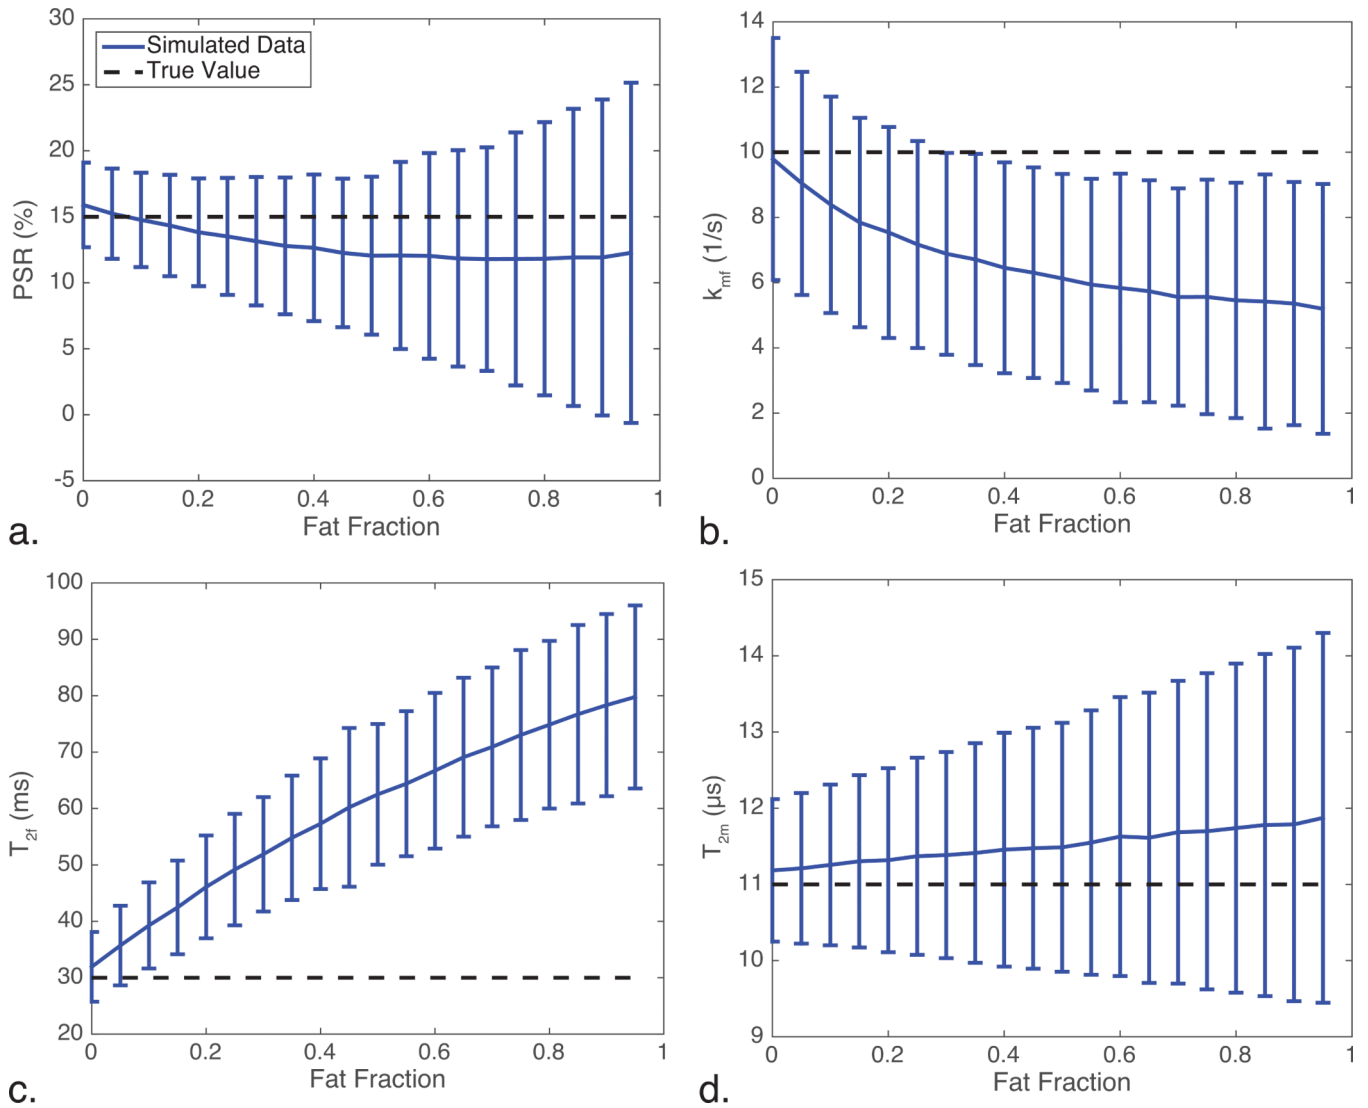 30
25
20
15
10
5
0
-5
PSR (%)
Simulated Data
True Value
0 0.2 0.4 0.6 0.8 1
Fat Fraction
a.
14
12
10
8
6
4
2
0
kmf (1/s)
0 0.2 0.4 0.6 0.8 1
Fat Fraction
b.
100
90
80
70
60
50
40
30
20
T2f (ms)
0 0.2 0.4 0.6 0.8 1
Fat Fraction
c.
15
14
13
12
11
10
9
T2m (μs)
0 0.2 0.4 0.6 0.8 1
Fat Fraction
d.